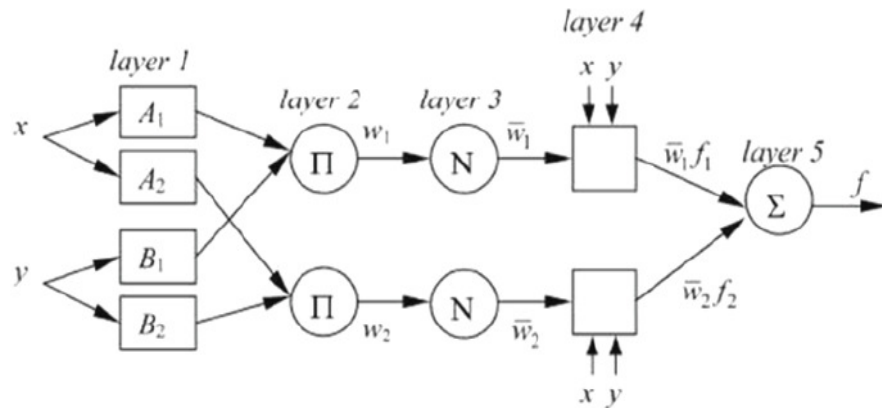 layer 4
x y
layer 1
layer 2 layer 3
x A₁ w₁ w̅₁
Π N w̅₁f₁ layer 5
A₂ Σ f
y B₁
B₂ Π N w̅₂f₂
w₂ w̅₂
x y